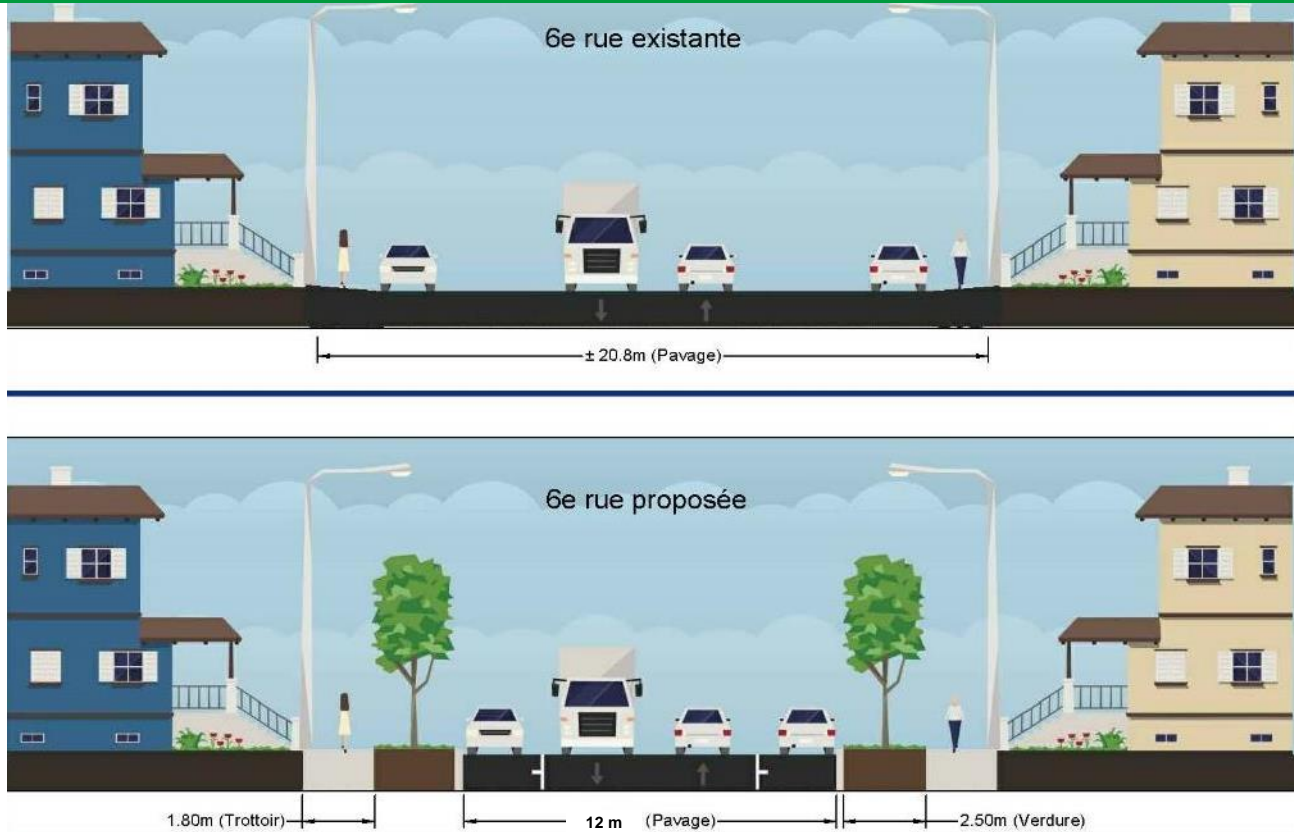 6e rue existante
± 20.8m (Pavage)
6e rue proposée
1.80m (Trottoir) 12 m (Pavage) 2.50m (Verdure)